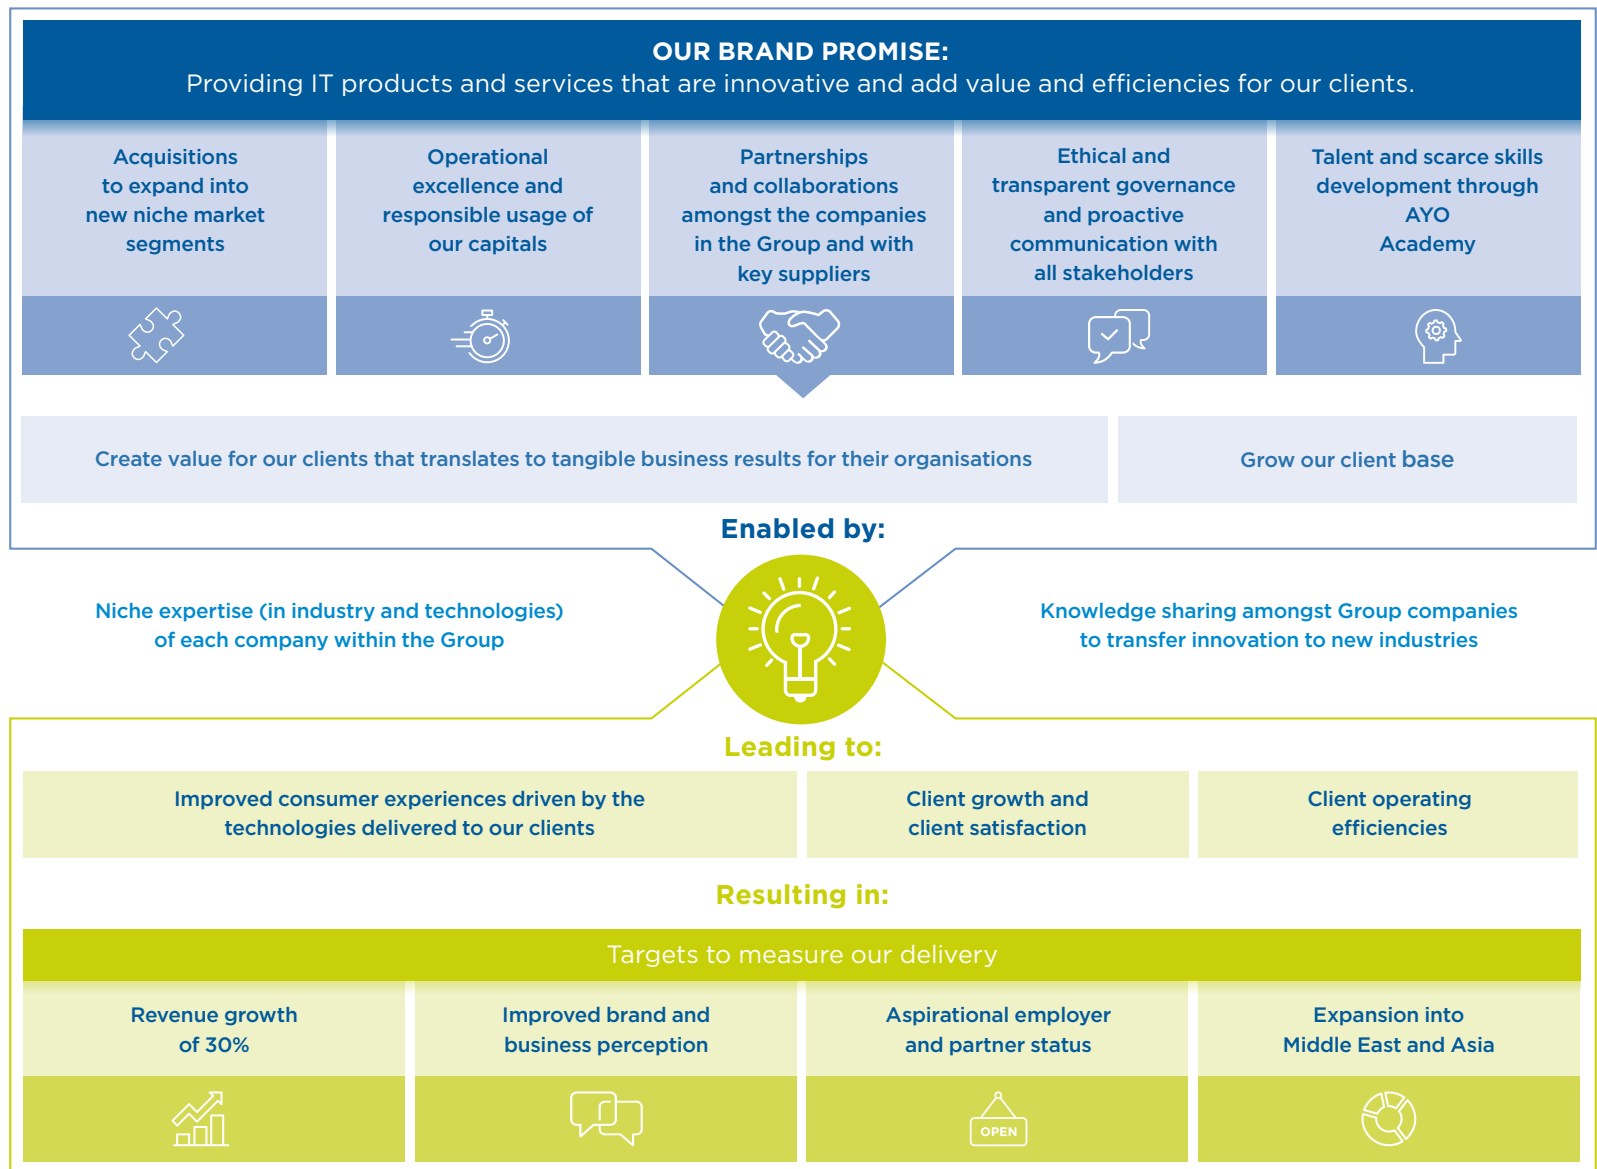 OUR BRAND PROMISE:
Providing IT products and services that are innovative and add value and efficiencies for our clients.
Acquisitions
to expand into
new niche market
segments
Operational
excellence and
responsible usage of
our capitals
Partnerships
and collaborations
amongst the companies
in the Group and with
key suppliers
Ethical and
transparent governance
and proactive
communication with
all stakeholders
Talent and scarce skills
development through
AYO
Academy
Create value for our clients that translates to tangible business results for their organisations
Grow our client base
Enabled by:
Niche expertise (in industry and technologies)
of each company within the Group
Knowledge sharing amongst Group companies
to transfer innovation to new industries
Leading to:
Improved consumer experiences driven by the
technologies delivered to our clients
Client growth and
client satisfaction
Client operating
efficiencies
Resulting in:
Targets to measure our delivery
Revenue growth
of 30%
Improved brand and
business perception
Aspirational employer
and partner status
Expansion into
Middle East and Asia
OPEN